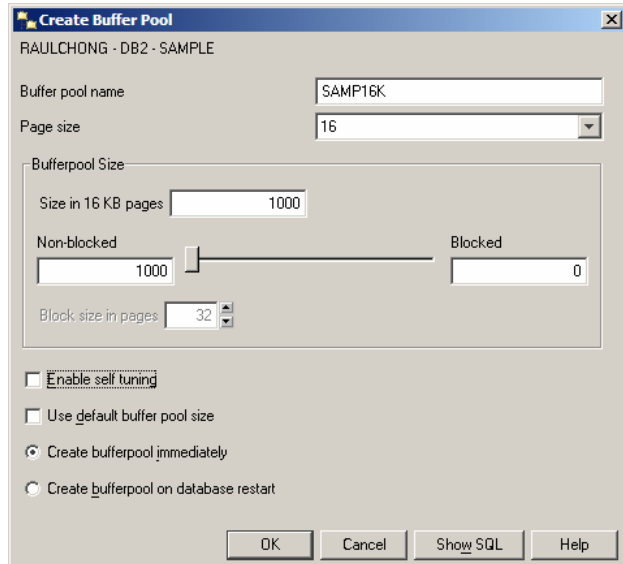 Create Buffer Pool
RAULCHONG - DB2 - SAMPLE
Buffer pool name SAMP16K
Page size 16
Bufferpool Size
Size in 16 KB pages 1000
Non-blocked Blocked
1000 0
Block size in pages 32
Enable self tuning
Use default buffer pool size
Create bufferpool immediately
Create bufferpool on database restart
OK Cancel Show SQL Help